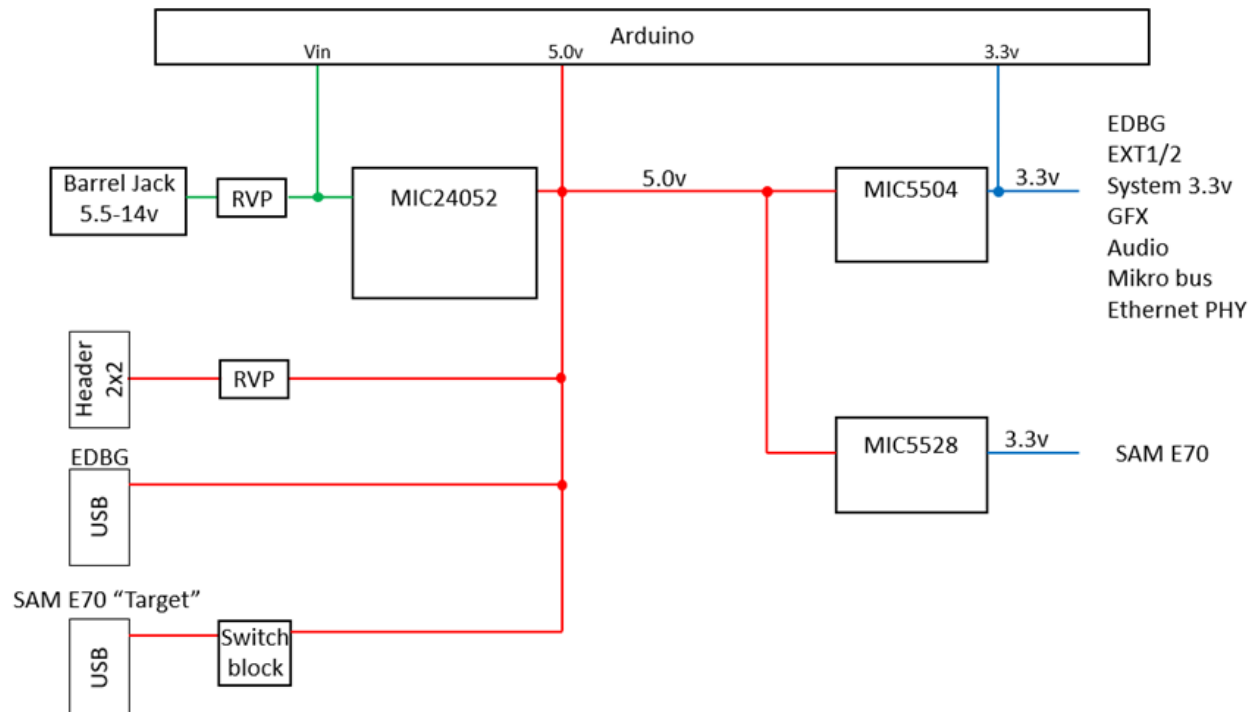 Arduino
Vin
5.0v
3.3v
Barrel Jack
5.5-14v
RVP
MIC24052
5.0v
MIC5504
3.3v
EDBG
EXT1/2
System 3.3v
GFX
Audio
Mikro bus
Ethernet PHY
Header
2x2
RVP
EDBG
USB
MIC5528
3.3v
SAM E70
SAM E70 “Target”
USB
Switch
block